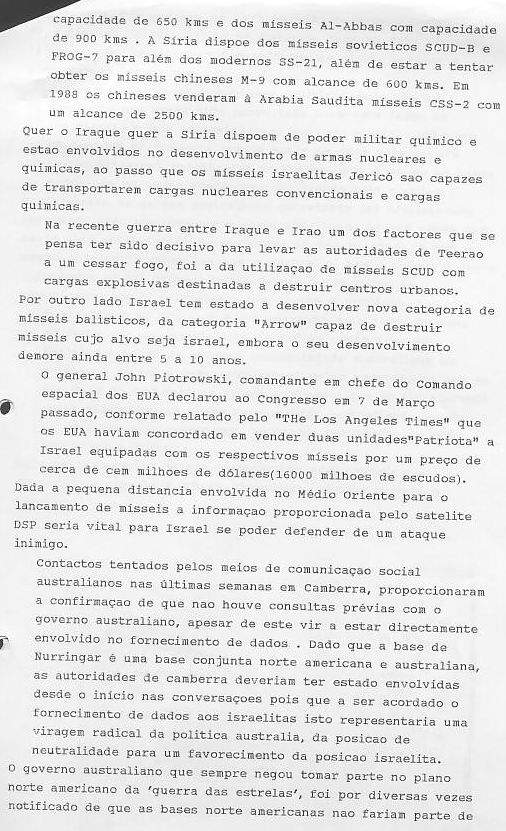 capacidade de 650 kms e dos misseis Al-Abbas com capacidade
de 900 kms . A Síria dispoe dos mísseis sovieticos SCUD-B e
FROG-7 para além dos modernos SS-21, além de estar a tentar
obter os mísseis chineses M-9 com alcance de 600 kms. Em
1988 os chineses venderam à Arabia Saudita mísseis CSS-2 com
um alcance de 2500 kms.
Quer o Iraque quer a Síria dispoem de poder militar quimico e
estao envolvidos no desenvolvimento de armas nucleares e
quimicas, ao passo que os mísseis israelitas Jericó sao capazes
de transportarem cargas nucleares convencionais e cargas
quimicas.
Na recente guerra entre Iraque e Irao um dos factores que se
pensa ter sido decisivo para levar as autoridades de Teerao
a um cessar fogo, foi a da utilizaçao de mísseis SCUD com
cargas explosivas destinadas a destruir centros urbanos.
Por outro lado Israel tem estado a desenvolver nova categoria de
mísseis balisticos, da categoria "Arrow" capaz de destruir
mísseis cujo alvo seja israel, embora o seu desenvolvimento
demore ainda entre 5 a 10 anos.
O general John Piotrowski, comandante em chefe do Comando
espacial dos EUA declarou ao Congresso em 7 de Março
passado, conforme relatado pelo "THe Los Angeles Times" que
os EUA haviam concordado em vender duas unidades"Patriota" a
Israel equipadas com os respectivos mísseis por um preço de
cerca de cem milhoes de dólares(16000 milhoes de escudos).
Dada a pequena distancia envolvida no Médio Oriente para o
lancamento de mísseis a informaçao proporcionada pelo satelite
DSP seria vital para Israel se poder defender de um ataque
inimigo.
Contactos tentados pelos meios de comunicaçao social
australianos nas últimas semanas em Camberra, proporcionaram
a confirmaçao de que nao houve consultas prévias com o
governo australiano, apesar de este vir a estar directamente
envolvido no fornecimento de dados . Dado que a base de
Nurringar é uma base conjunta norte americana e australiana,
as autoridades de camberra deveriam ter estado envolvidas
desde o início nas conversaçoes pois que a ser acordado o
fornecimento de dados aos israelitas isto representaria uma
viragem radical da politica australia, da posicao de
neutralidade para um favorecimento da posicao israelita.
O governo australiano que sempre negou tomar parte no plano
norte americano da 'guerra das estrelas', foi por diversas vezes
notificado de que as bases norte americanas nao fariam parte de